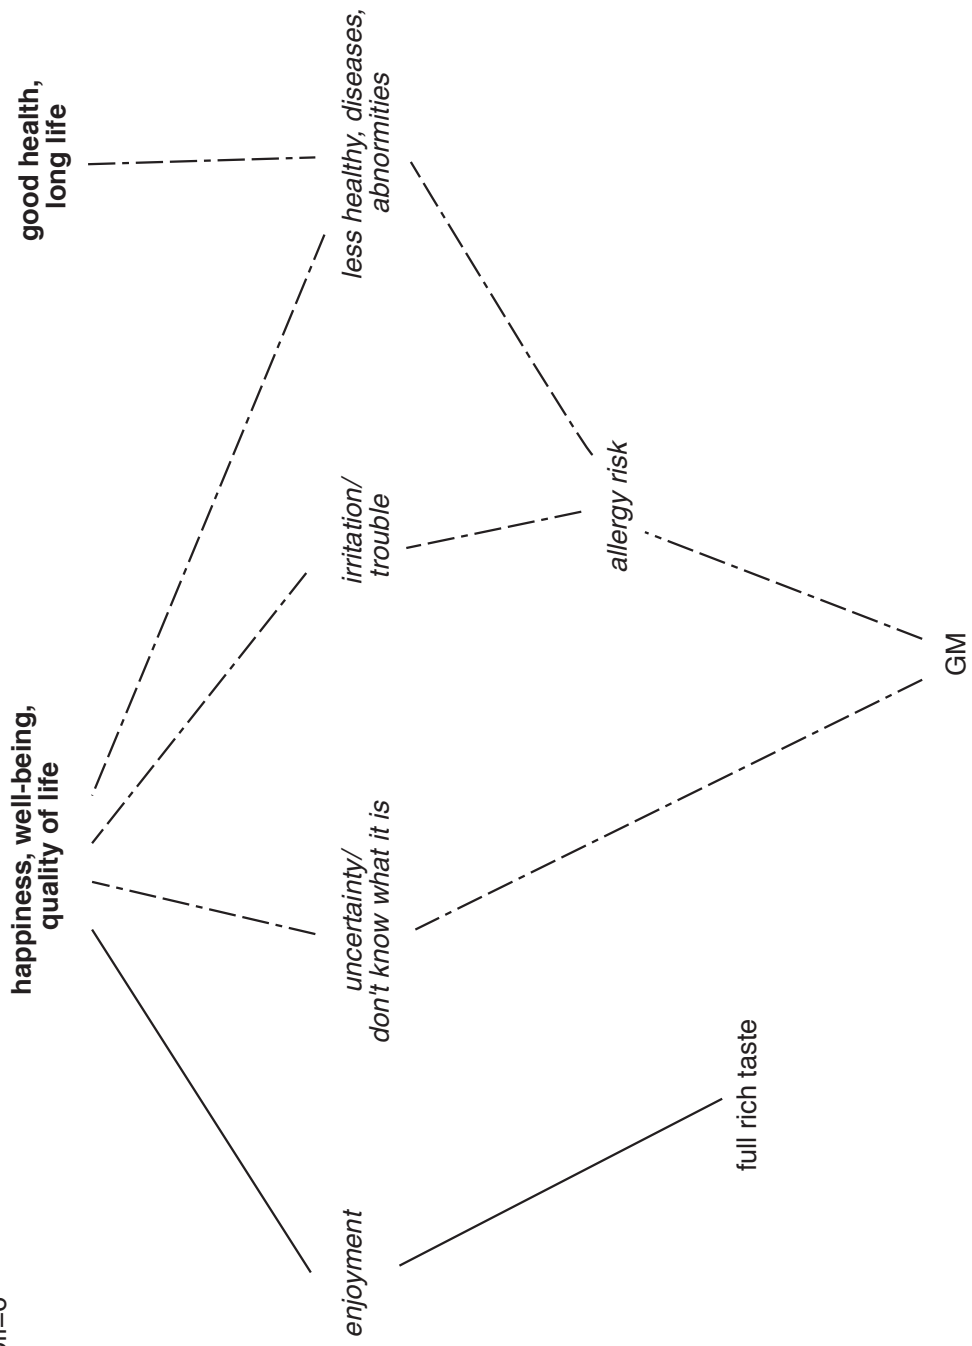 good health,
long life
happiness, well-being,
quality of life
less healthy, diseases,
abnormities
irritation/
trouble
uncertainty/
don't know what it is
enjoyment
allergy risk
full rich taste
GM